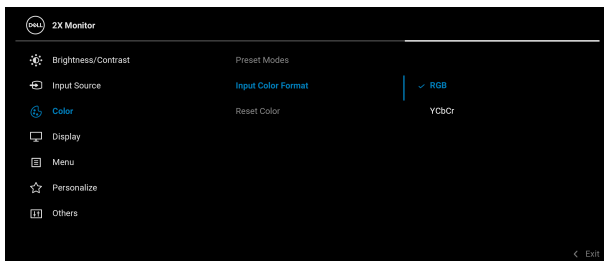 DELL 2X Monitor
Brightness/Contrast Preset Modes
Input Source Input Color Format RGB
Color Reset Color YCbCr
Display
Menu
Personalize
Others
Exit